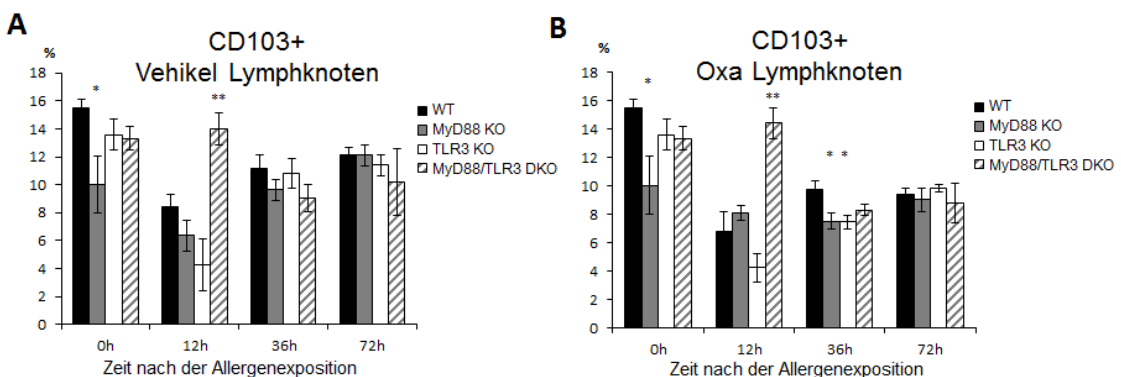 A
CD103+
Vehikel Lymphknoten
%
18
16
14
12
10
8
6
4
2
0
*
**
0h
12h
36h
72h
Zeit nach der Allergenexposition
WT
MyD88 KO
TLR3 KO
MyD88/TLR3 DKO
B
CD103+
Oxa Lymphknoten
%
18
16
14
12
10
8
6
4
2
0
*
**
* *
0h
12h
36h
72h
Zeit nach der Allergenexposition
WT
MyD88 KO
TLR3 KO
MyD88/TLR3 DKO